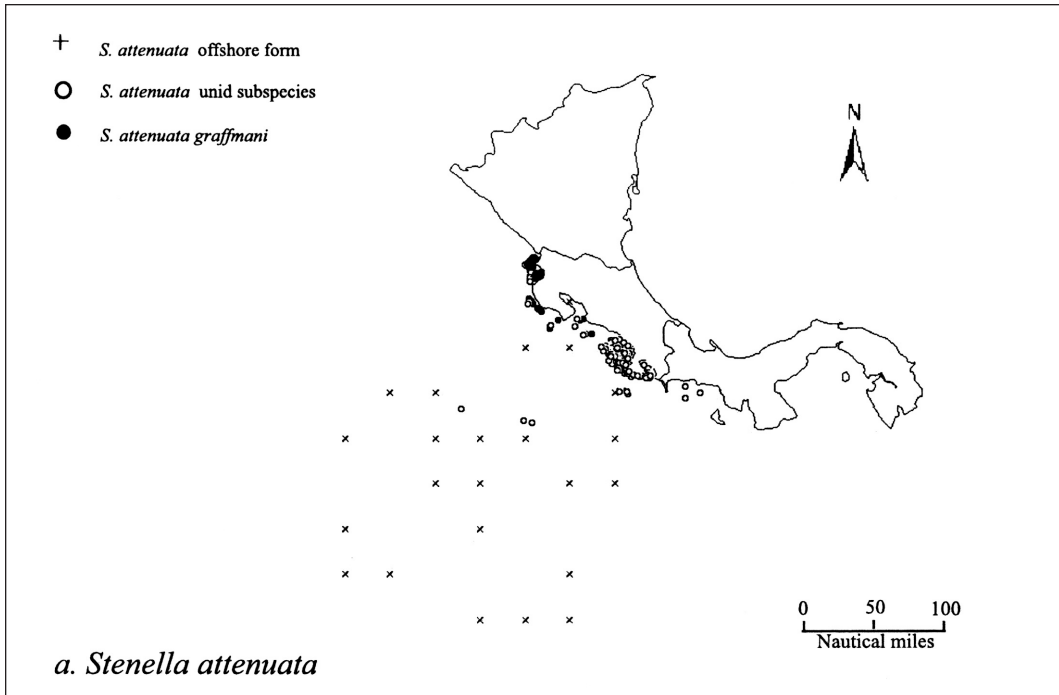 S. attenuata offshore form
S. attenuata unid subspecies
S. attenuata graffmani
N
0 50 100
Nautical miles
a. Stenella attenuata